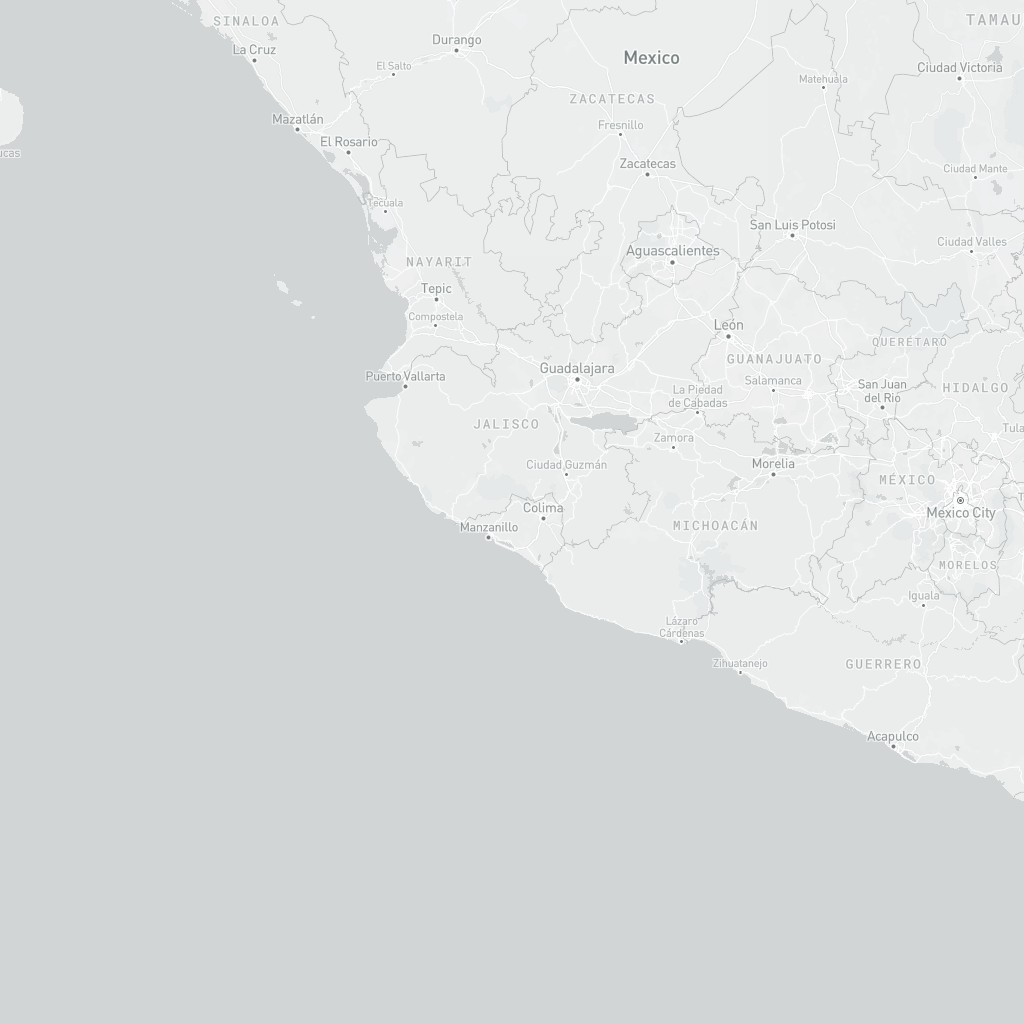 SINALOA
TAMAU
La Cruz
Durango
Mexico
El Salto
Ciudad Victoria
Matehuala
ZACATECAS
Mazatlán
Fresnillo
El Rosario
ucas
Zacatecas
Ciudad Mante
Tecuala
San Luis Potosi
Ciudad Valles
Aguascalientes
NAYARIT
Tepic
Compostela
León
QUERÉTARO
GUANAJUATO
Guadalajara
Puerto Vallarta
Salamanca
San Juan
del Rio
HIDALGO
La Piedad
de Cabadas
JALISCO
Tula
Zamora
Ciudad Guzmán
Morelia
MÉXICO
T
Colima
Mexico City
Manzanillo
MICHOACÁN
MORELOS
Iguala
Lázaro
Cárdenas
Zihuatanejo
GUERRERO
Acapulco